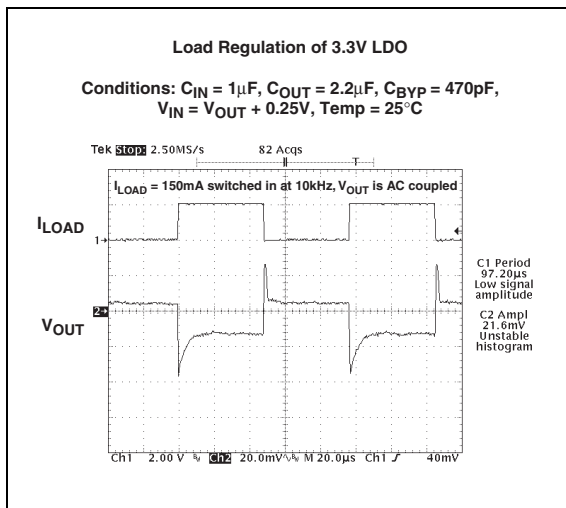 Load Regulation of 3.3V LDO
Conditions: CIN = 1µF, COUT = 2.2µF, CBYP = 470pF,
VIN = VOUT + 0.25V, Temp = 25°C
Tek Stop: 2.50MS/s 82 Acqs
T
ILOAD = 150mA switched in at 10kHz, VOUT is AC coupled
ILOAD
1
C1 Period
97.20µs
Low signal
amplitude
2
VOUT
C2 Ampl
21.6mV
Unstable
histogram
Ch1 2.00 V BW Ch2 20.0mV∿BW M 20.0µs Ch1 ƒ 40mV